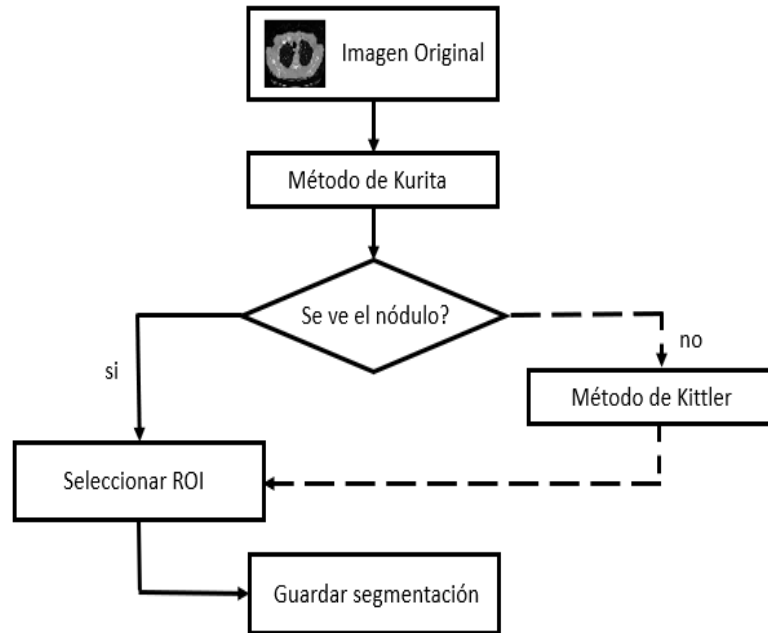 Imagen Original
Método de Kurita
Se ve el nódulo?
si
no
Método de Kittler
Seleccionar ROI
Guardar segmentación